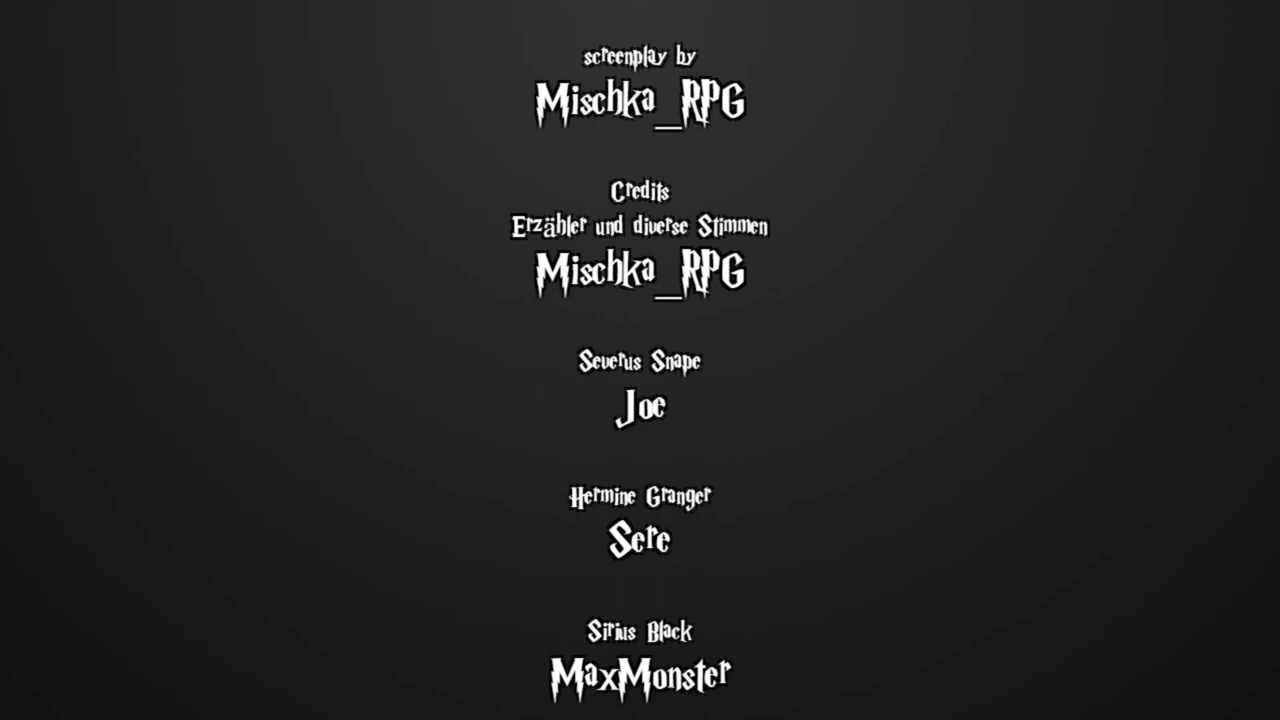 screenplay by
Mischka_RPG
Credits
Erzähler und diverse Stimmen
Mischka_RPG
Severus Snape
Joe
Hermine Granger
Sere
Sirius Black
MaxMonster